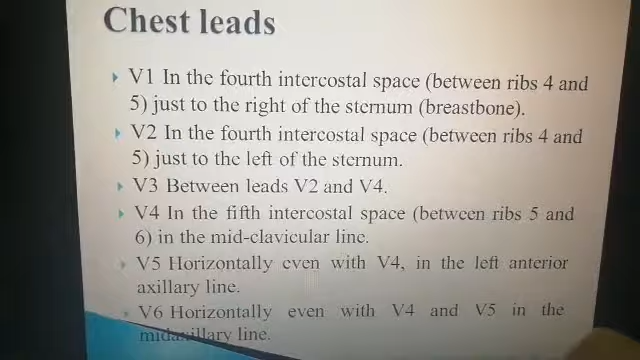 Chest leads
V1 In the fourth intercostal space (between ribs 4 and
5) just to the right of the sternum (breastbone).
V2 In the fourth intercostal space (between ribs 4 and
5) just to the left of the sternum.
V3 Between leads V2 and V4.
V4 In the fifth intercostal space (between ribs 5 and
6) in the mid-clavicular line.
V5 Horizontally even with V4, in the left anterior
axillary line.
V6 Horizontally even with V4 and V5 in the
midaxillary line.